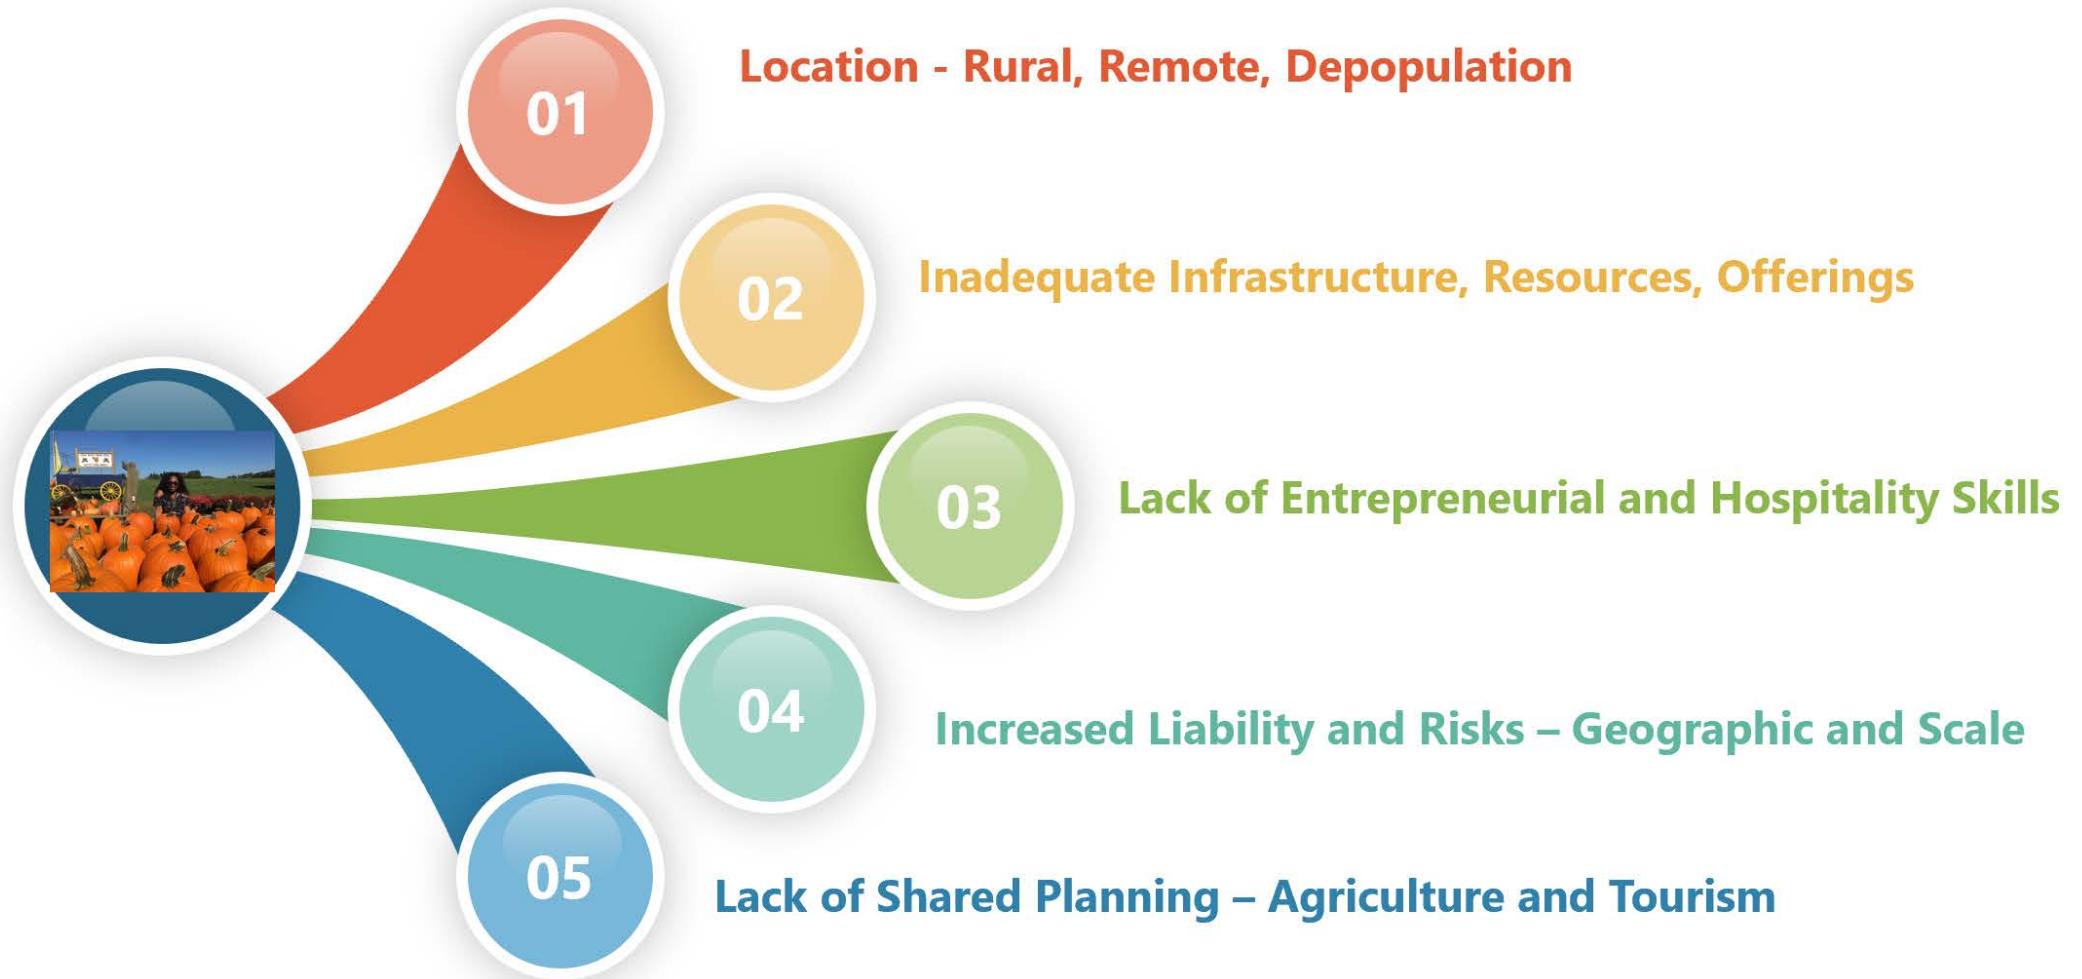 01
Location - Rural, Remote, Depopulation
02
Inadequate Infrastructure, Resources, Offerings
03
Lack of Entrepreneurial and Hospitality Skills
04
Increased Liability and Risks – Geographic and Scale
05
Lack of Shared Planning – Agriculture and Tourism